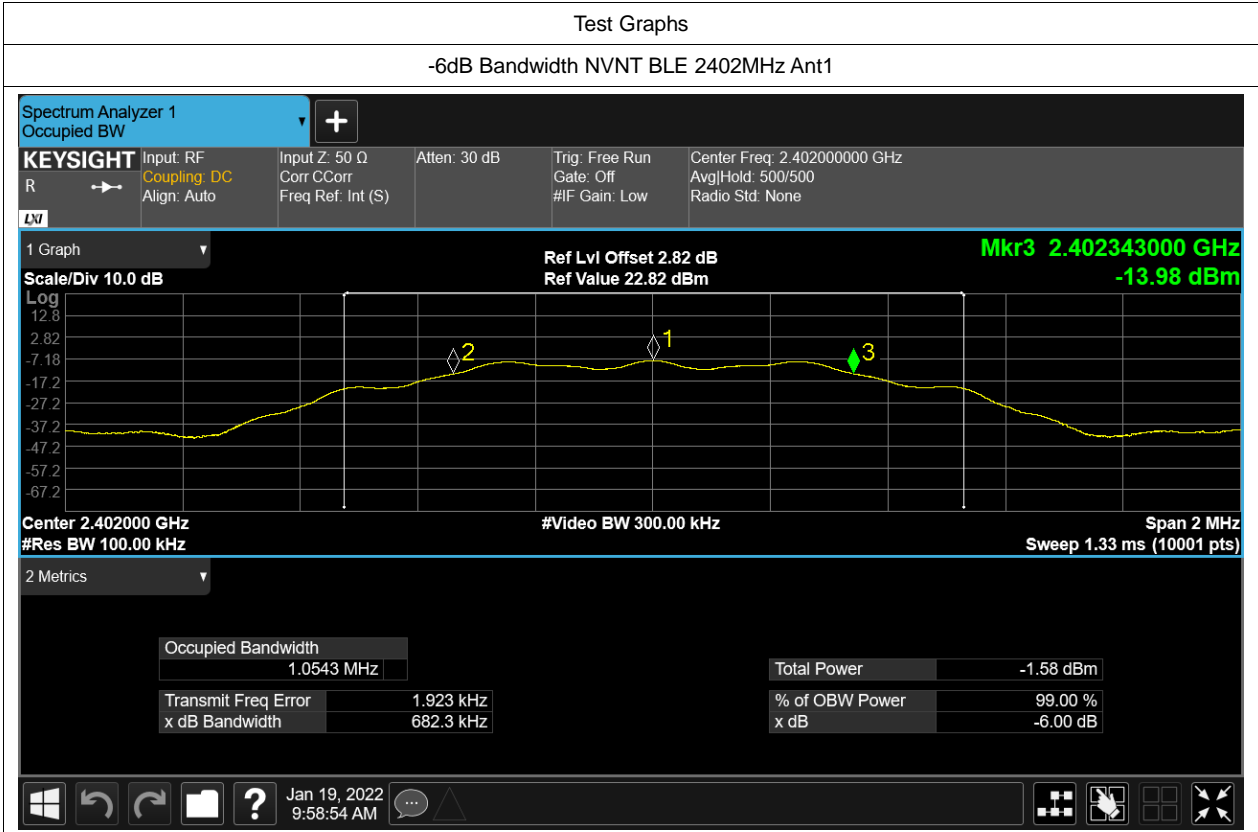 Test Graphs
-6dB Bandwidth NVNT BLE 2402MHz Ant1
Spectrum Analyzer 1
Occupied BW
KEYSIGHT
R
LXI
Input: RF
Coupling: DC
Align: Auto
Input Z: 50 Ω
Corr CCorr
Freq Ref: Int (S)
Atten: 30 dB
Trig: Free Run
Gate: Off
#IF Gain: Low
Center Freq: 2.402000000 GHz
Avg|Hold: 500/500
Radio Std: None
1 Graph
Scale/Div 10.0 dB
Ref Lvl Offset 2.82 dB
Ref Value 22.82 dBm
Mkr3 2.402343000 GHz
-13.98 dBm
Log
12.8
2.82
-7.18
-17.2
-27.2
-37.2
-47.2
-57.2
-67.2
2
1
3
Center 2.402000 GHz
#Res BW 100.00 kHz
#Video BW 300.00 kHz
Span 2 MHz
Sweep 1.33 ms (10001 pts)
2 Metrics
Occupied Bandwidth
1.0543 MHz
Transmit Freq Error 1.923 kHz
x dB Bandwidth 682.3 kHz
Total Power -1.58 dBm
% of OBW Power 99.00 %
x dB -6.00 dB
?
Jan 19, 2022
9:58:54 AM